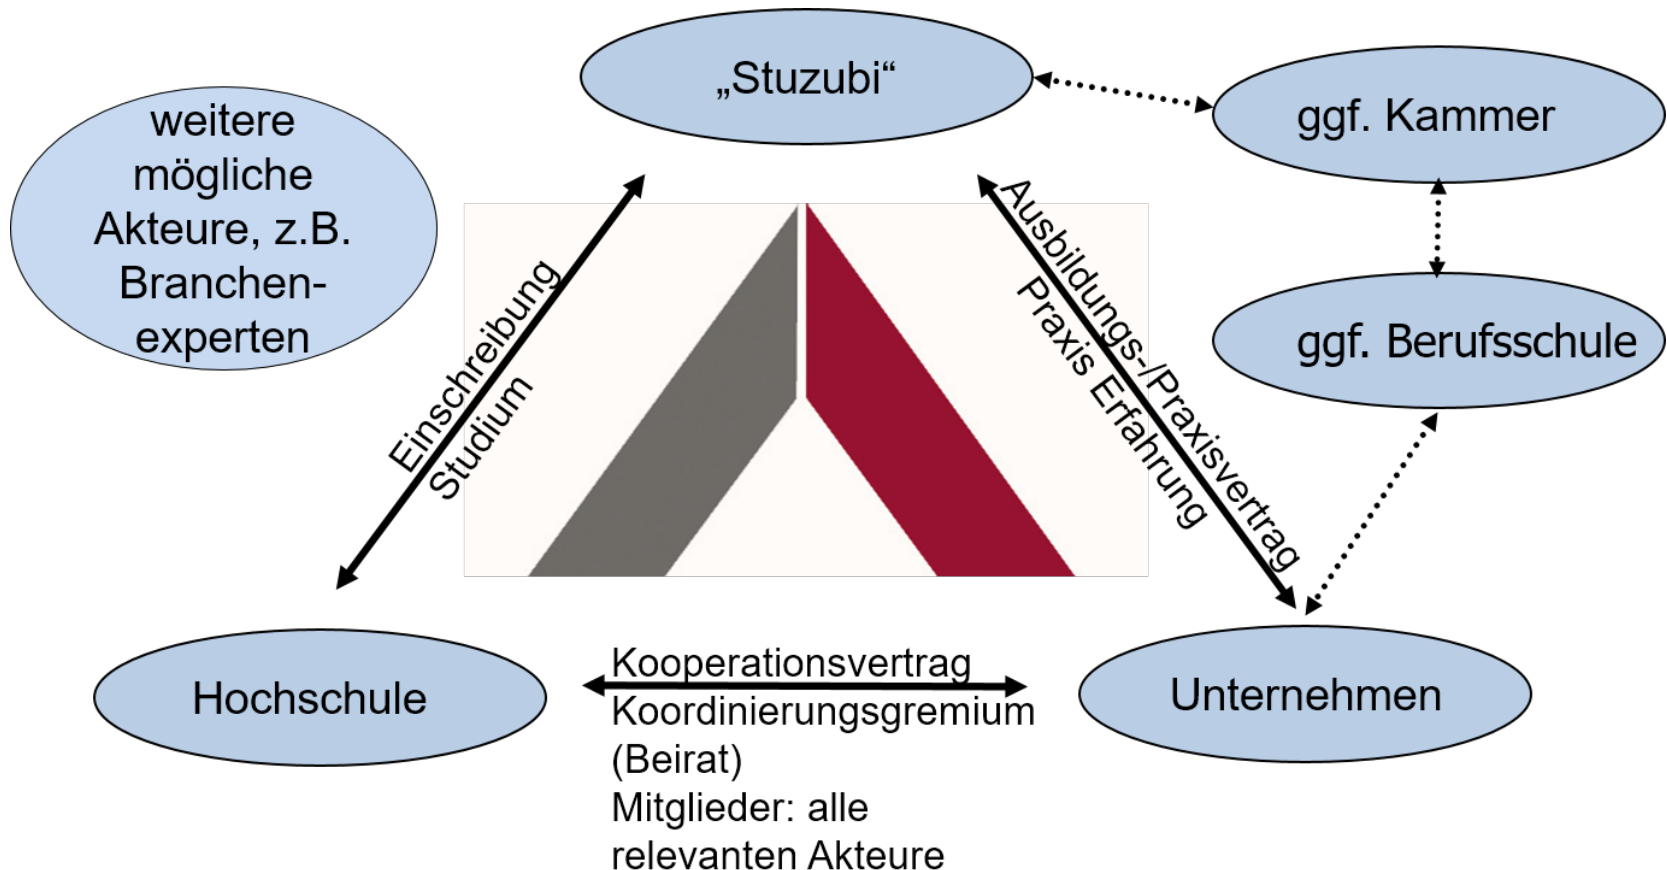 „Stuzubi“
ggf. Kammer
weitere
mögliche
Akteure, z.B.
Branchen-
experten
ggf. Berufsschule
Einschreibung
Studium
Ausbildungs-/Praxisvertrag
Praxis Erfahrung
Hochschule
Kooperationsvertrag
Koordinierungsgremium
(Beirat)
Mitglieder: alle
relevanten Akteure
Unternehmen